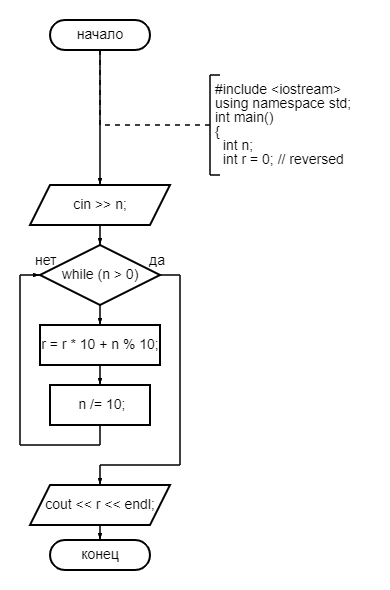 начало
#include <iostream>
using namespace std;
int main()
{
int n;
int r = 0; // reversed
cin >> n;
нет
да
while (n > 0)
r = r * 10 + n % 10;
n /= 10;
cout << r << endl;
конец